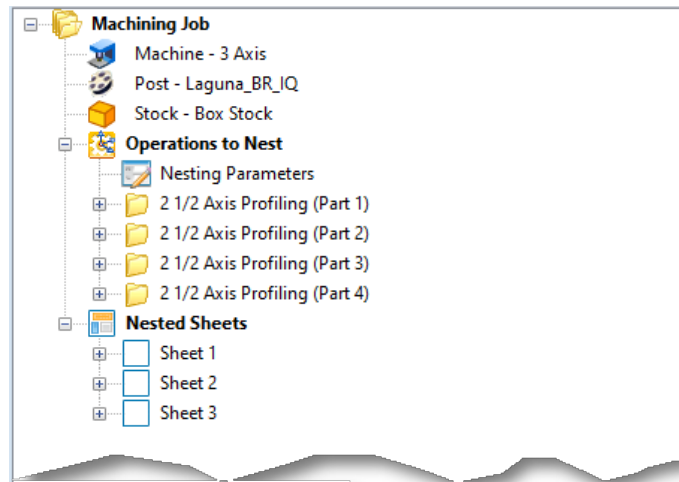 Machining Job
Machine - 3 Axis
Post - Laguna_BR_IQ
Stock - Box Stock
Operations to Nest
Nesting Parameters
2 1/2 Axis Profiling (Part 1)
2 1/2 Axis Profiling (Part 2)
2 1/2 Axis Profiling (Part 3)
2 1/2 Axis Profiling (Part 4)
Nested Sheets
Sheet 1
Sheet 2
Sheet 3